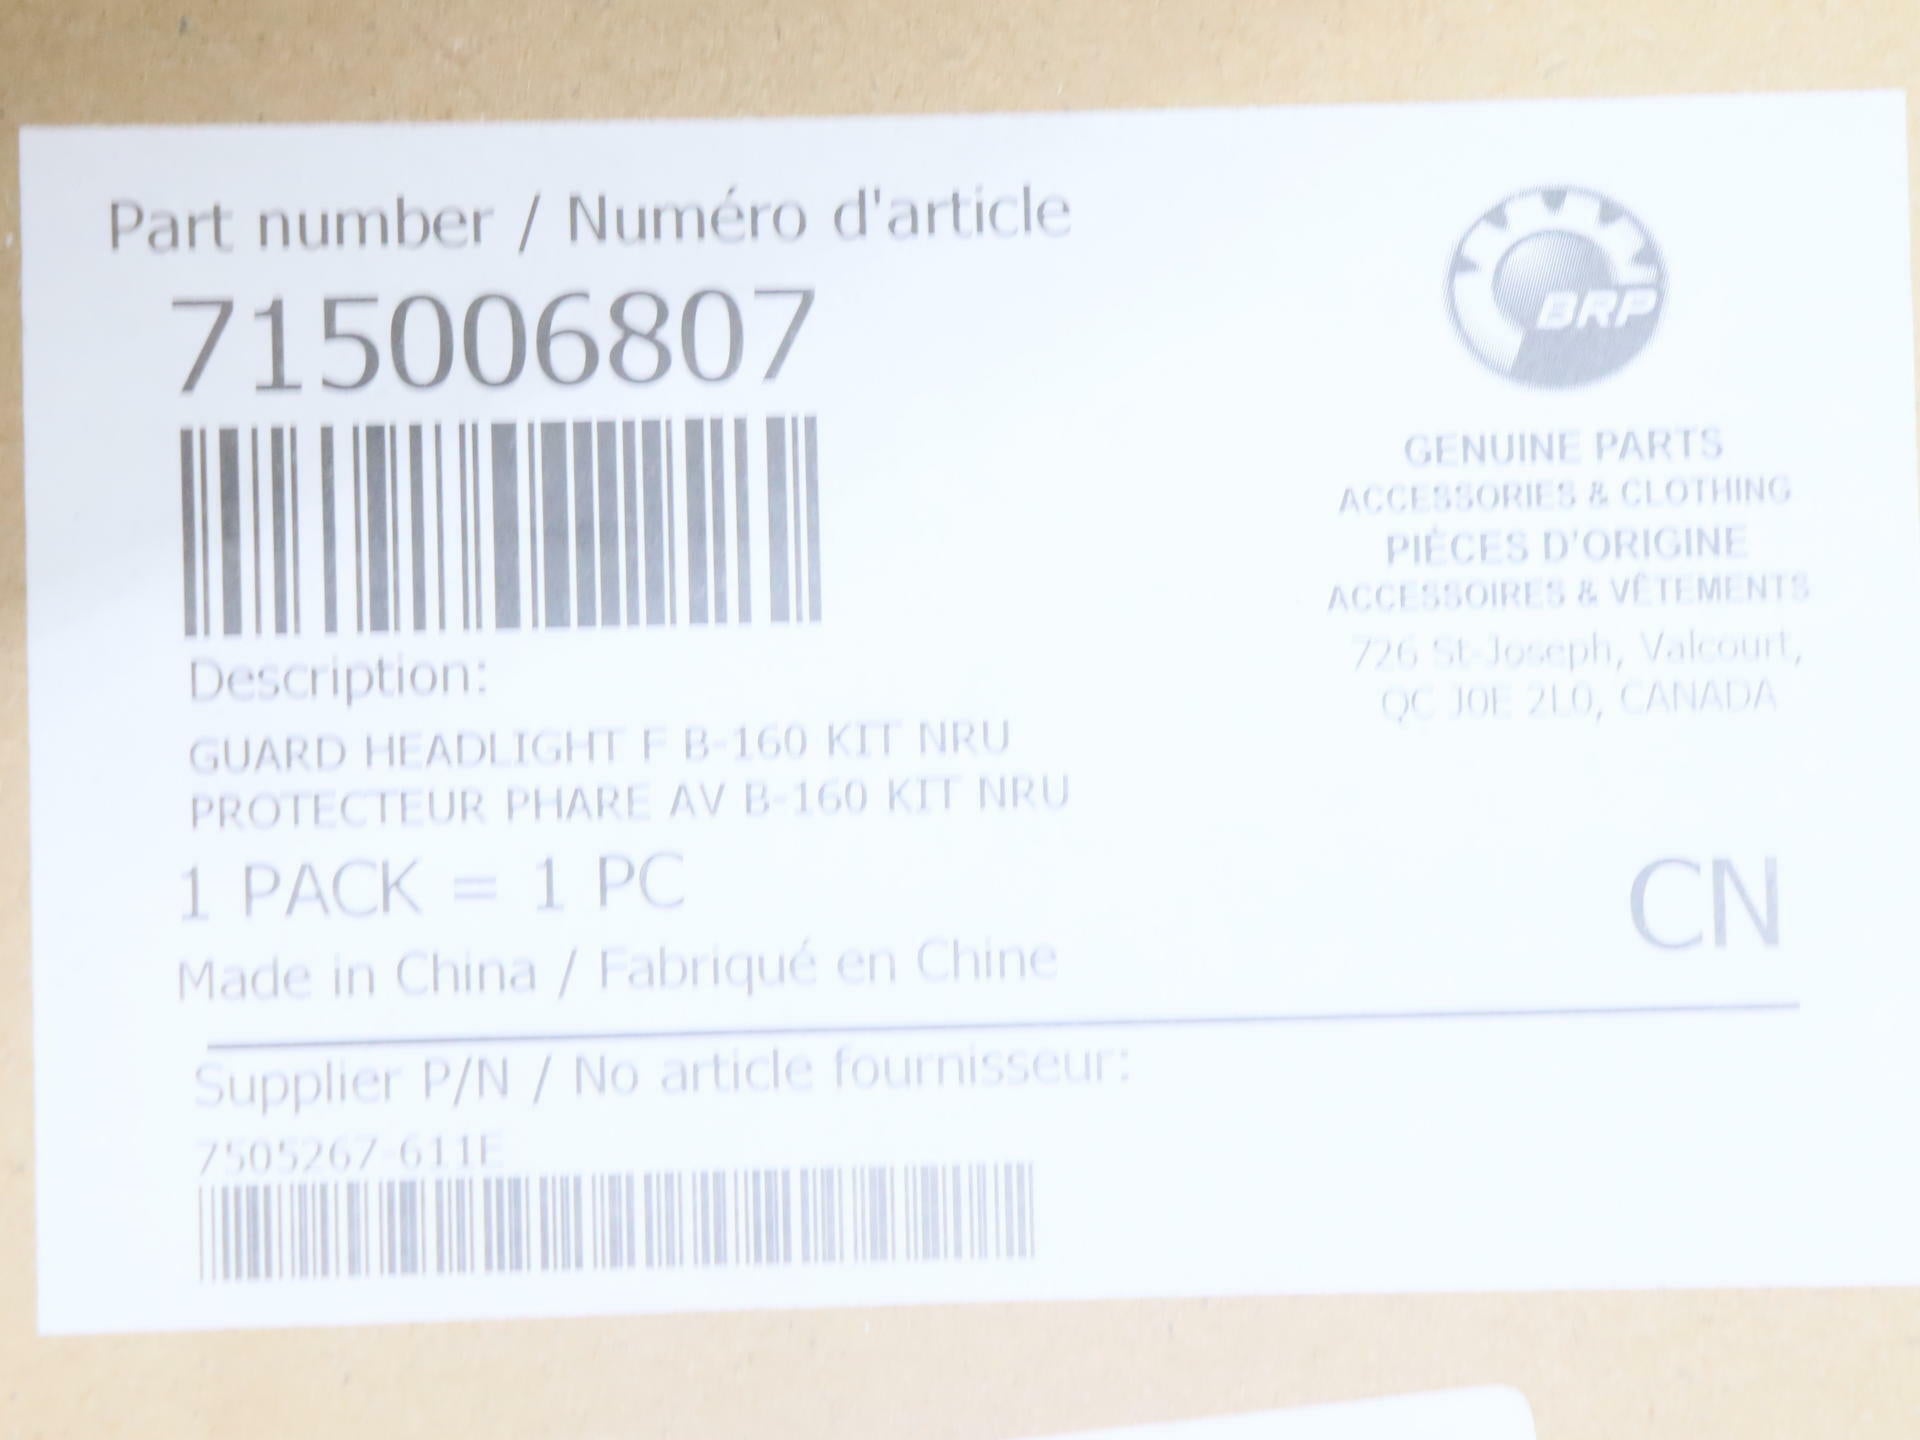 Part number / Numéro d'article
715006807
BRP
GENUINE PARTS
ACCESSORIES & CLOTHING
PIÈCES D'ORIGINE
ACCESSOIRES & VÊTEMENTS
726 St-Joseph, Valcourt,
QC J0E 2L0, CANADA
Description:
GUARD HEADLIGHT F B-160 KIT NRU
PROTECTEUR PHARE AV B-160 KIT NRU
1 PACK = 1 PC
CN
Made in China / Fabriqué en Chine
Supplier P/N / No article fournisseur:
7505267-611E